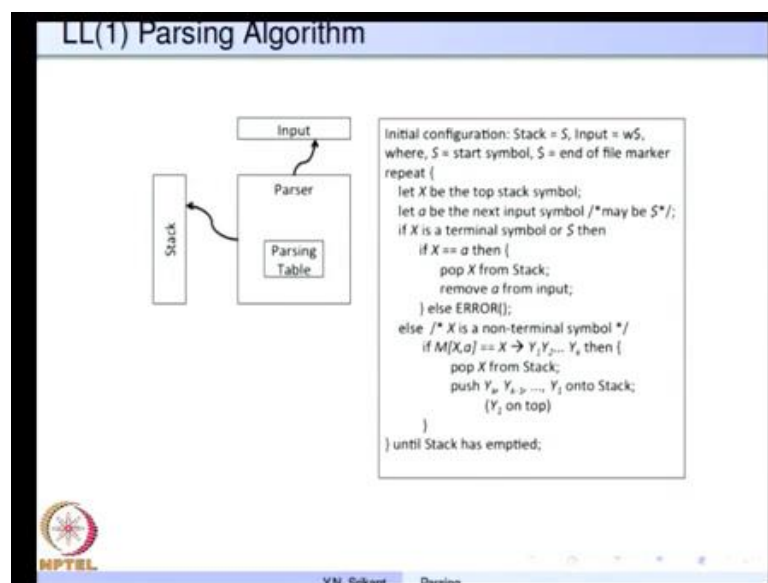 LL(1) Parsing Algorithm
Input
Parser
Stack
Parsing
Table
Initial configuration: Stack = S, Input = w$,
where, S = start symbol, $ = end of file marker
repeat {
let X be the top stack symbol;
let a be the next input symbol /*may be $*/;
if X is a terminal symbol or $ then
if X == a then {
pop X from Stack;
remove a from input;
} else ERROR();
else /* X is a non-terminal symbol */
if M[X,a] == X → Y₁Y₂... Yₖ then {
pop X from Stack;
push Yₖ, Yₖ₋₁, ..., Y₁ onto Stack;
(Y₁ on top)
}
} until Stack has emptied;
NPTEL
Y.N. Srikant Parsing